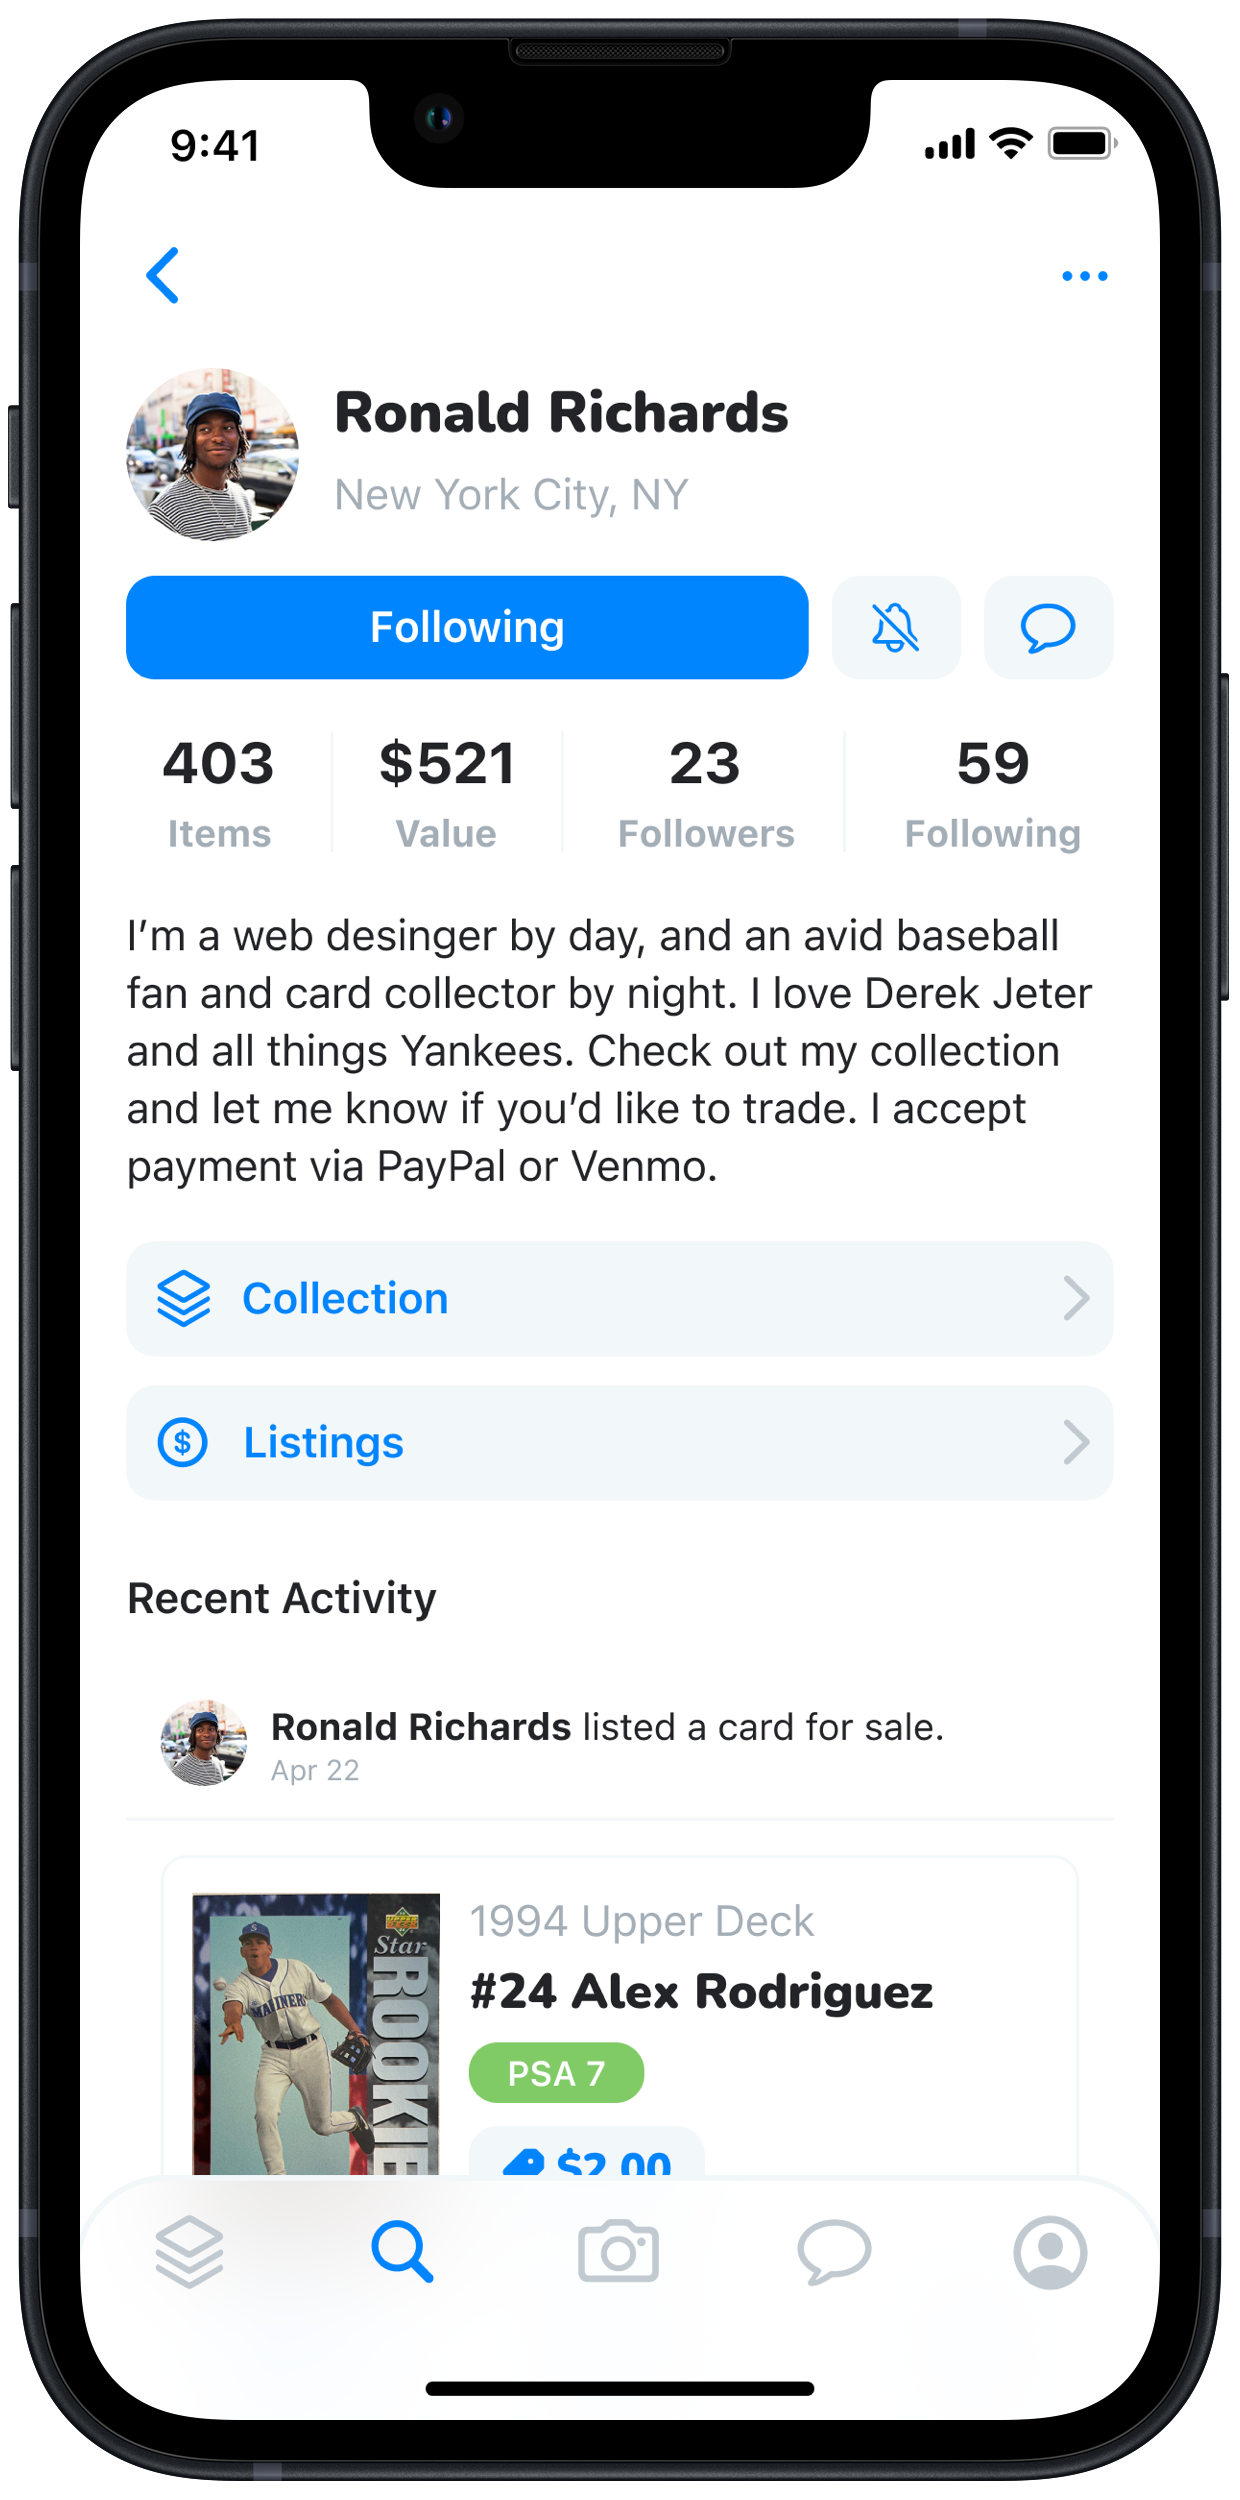 9:41
Ronald Richards
New York City, NY
Following
403
Items
$521
Value
23
Followers
59
Following
I’m a web desinger by day, and an avid baseball
fan and card collector by night. I love Derek Jeter
and all things Yankees. Check out my collection
and let me know if you’d like to trade. I accept
payment via PayPal or Venmo.
Collection
$
Listings
Recent Activity
Ronald Richards listed a card for sale.
Apr 22
UPPER DECK
Star
ROOKIE
S
MARINERS
1994 Upper Deck
#24 Alex Rodriguez
PSA 7
$2.00